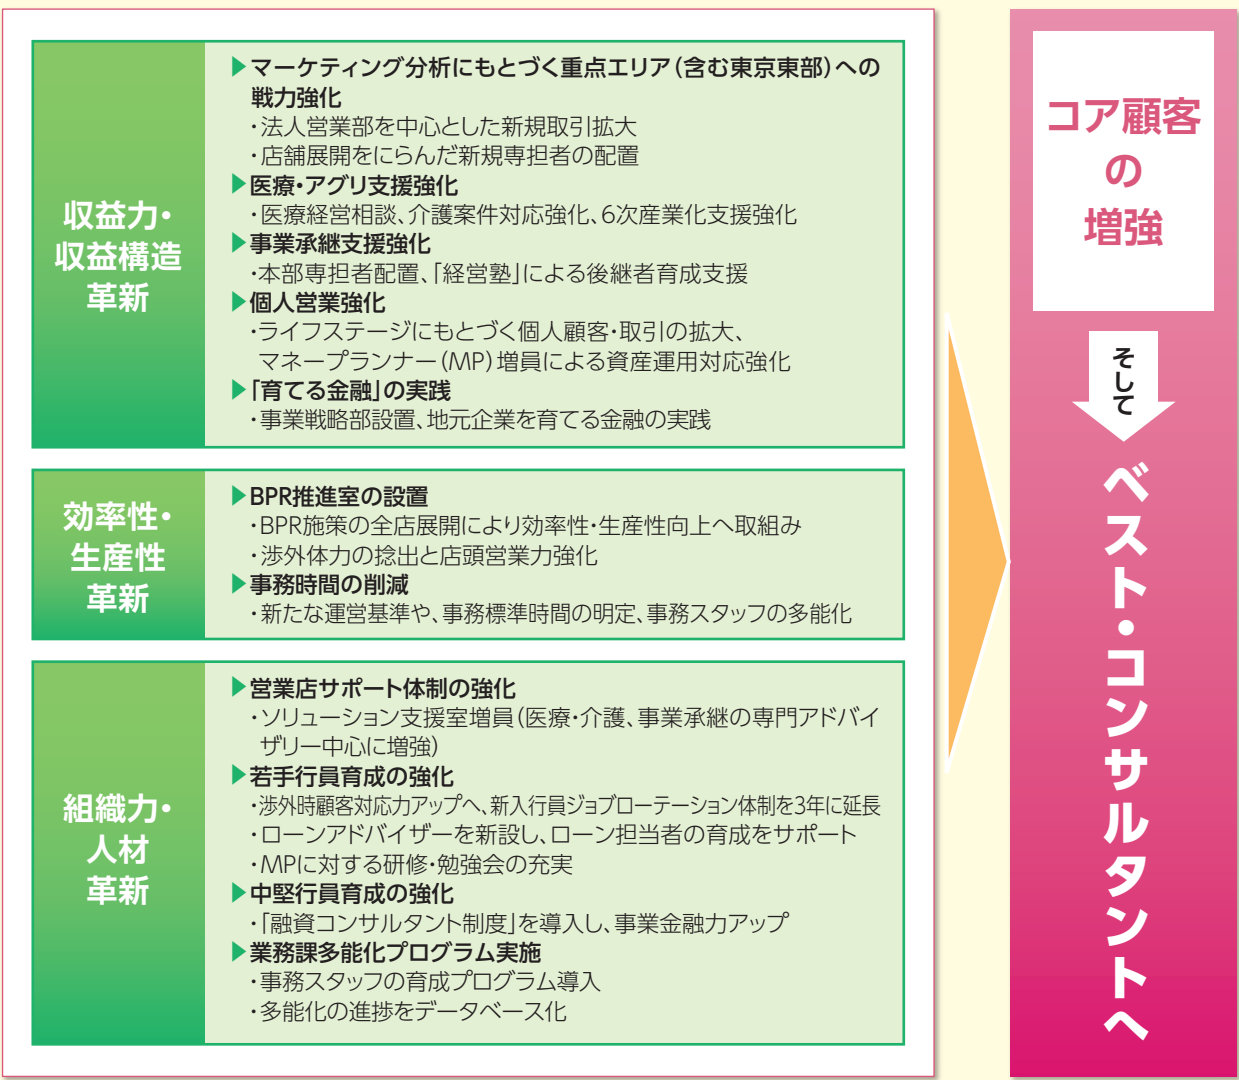 収益力・
収益構造
革新
▶マーケティング分析にもとづく重点エリア(含む東京東部)への
戦力強化
・法人営業部を中心とした新規取引拡大
・店舗展開をにらんだ新規専担者の配置
▶医療・アグリ支援強化
・医療経営相談、介護案件対応強化、6次産業化支援強化
▶事業承継支援強化
・本部専担者配置、「経営塾」による後継者育成支援
▶個人営業強化
・ライフステージにもとづく個人顧客・取引の拡大、
マネープランナー(MP)増員による資産運用対応強化
▶「育てる金融」の実践
・事業戦略部設置、地元企業を育てる金融の実践
効率性・
生産性
革新
▶BPR推進室の設置
・BPR施策の全店展開により効率性・生産性向上へ取組み
・渉外体力の捻出と店頭営業力強化
▶事務時間の削減
・新たな運営基準や、事務標準時間の明定、事務スタッフの多能化
組織力・
人材
革新
▶営業店サポート体制の強化
・ソリューション支援室増員(医療・介護、事業承継の専門アドバイ
ザリー中心に増強)
▶若手行員育成の強化
・渉外時顧客対応力アップへ、新入行員ジョブローテーション体制を3年に延長
・ローンアドバイザーを新設し、ローン担当者の育成をサポート
・MPに対する研修・勉強会の充実
▶中堅行員育成の強化
・「融資コンサルタント制度」を導入し、事業金融力アップ
▶業務課多能化プログラム実施
・事務スタッフの育成プログラム導入
・多能化の進捗をデータベース化
コア顧客
の
増強
そして
ベスト・コンサルタントへ